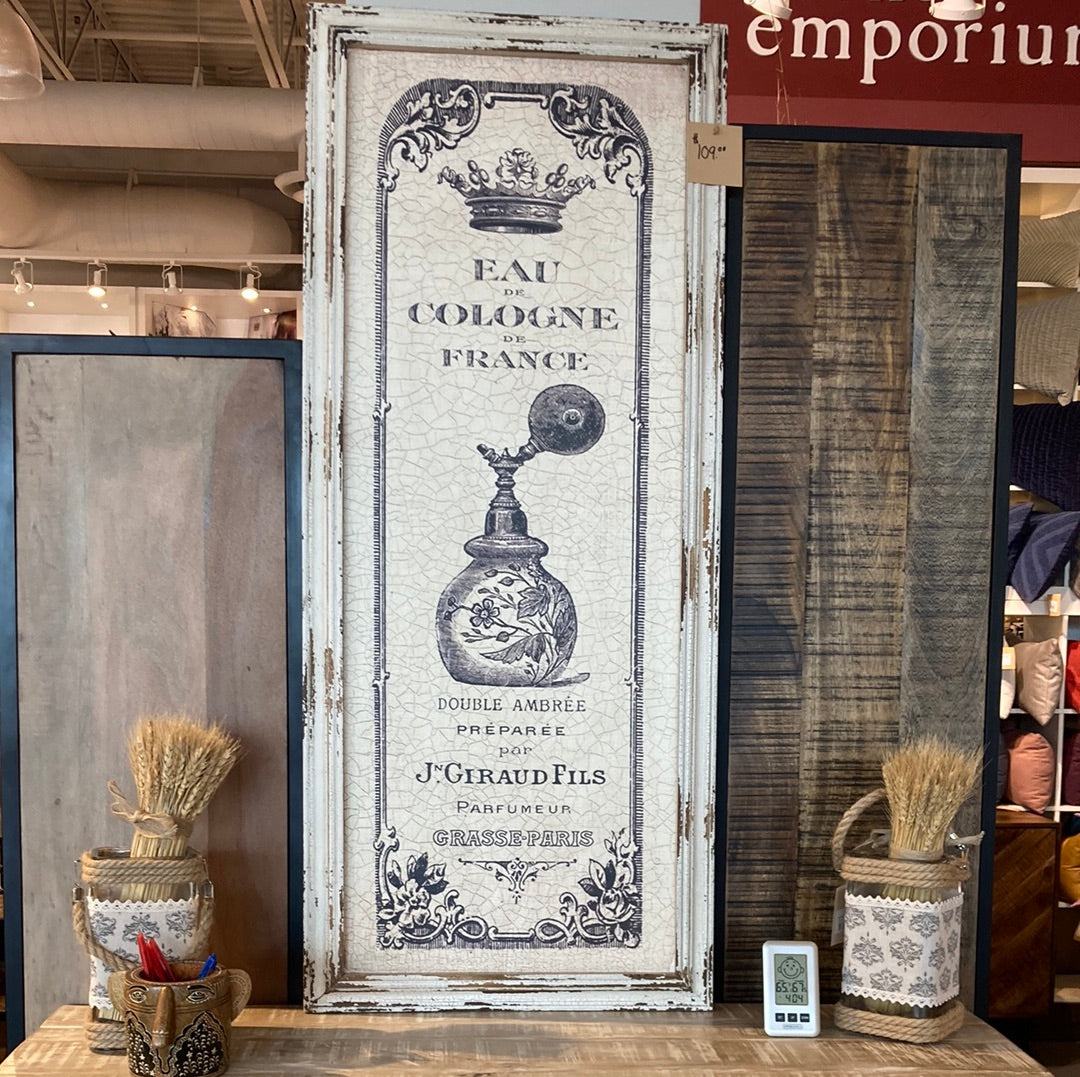 emporium
$109.00
EAU
DE
COLOGNE
DE
FRANCE
DOUBLE AMBRÉE
PRÉPARÉE
par
JN GIRAUD FILS
PARFUMEUR
GRASSE-PARIS
65. 67%
4:04